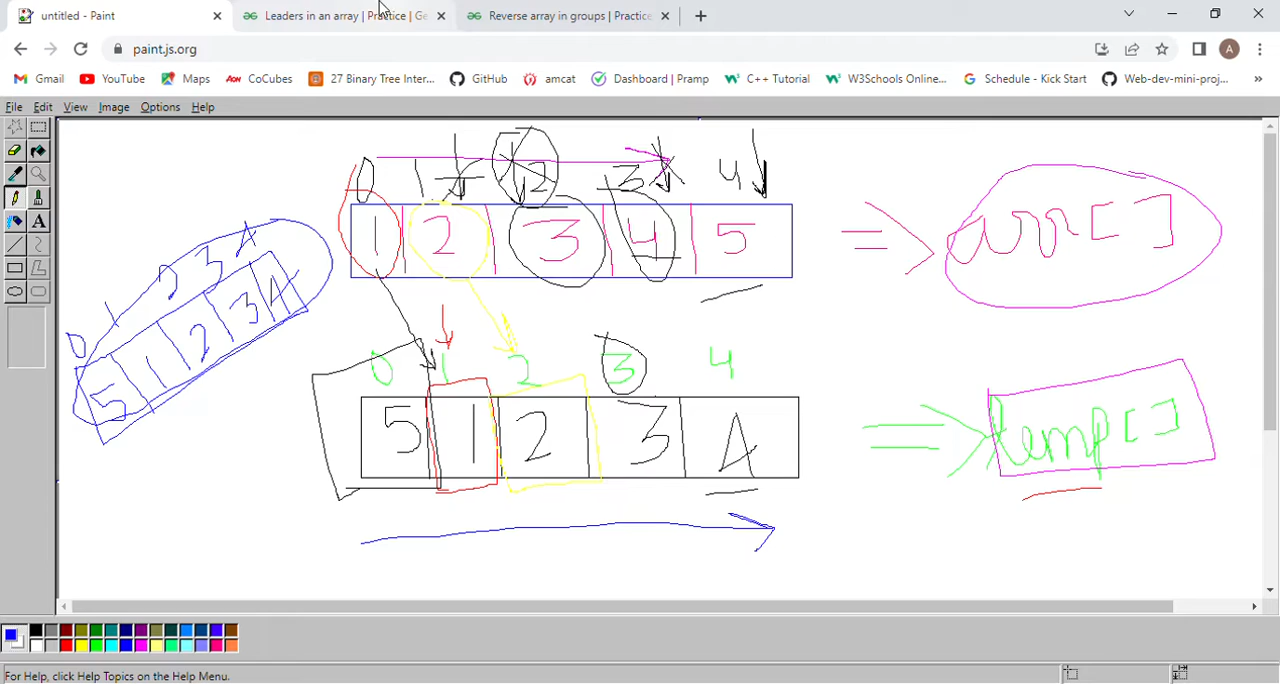 untitled - Paint
Leaders in an array | Practice | Ge
Reverse array in groups | Practice
paint.js.org
A
Gmail
YouTube
Maps
Aon
CoCubes
27 Binary Tree Inter...
GitHub
amcat
Dashboard | Pramp
C++ Tutorial
W3Schools Onlin...
Schedule - Kick Start
Web-dev-mini-proj...
»
File Edit View Image Options Help
0 1 2 3 4
1 2 3 4 5
=> arr[]
0 1 2 3 4
5 1 2 3 4
0 1 2 3 4
5 1 2 3 4
=> temp[]
For Help, click Help Topics on the Help Menu.